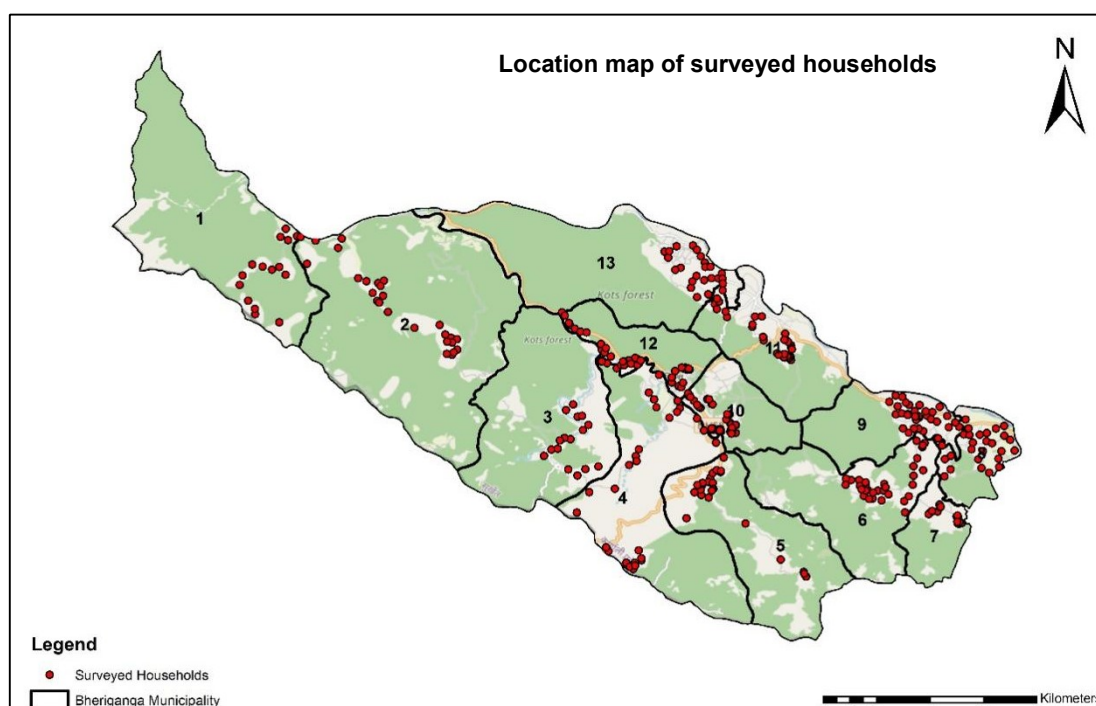 Location map of surveyed households
N
1
13
Kots forest
2
12
Kots forest
11
3
10
9
8
4
6
7
5
Legend
Surveyed Households
Bheriganga Municipality
Kilometers